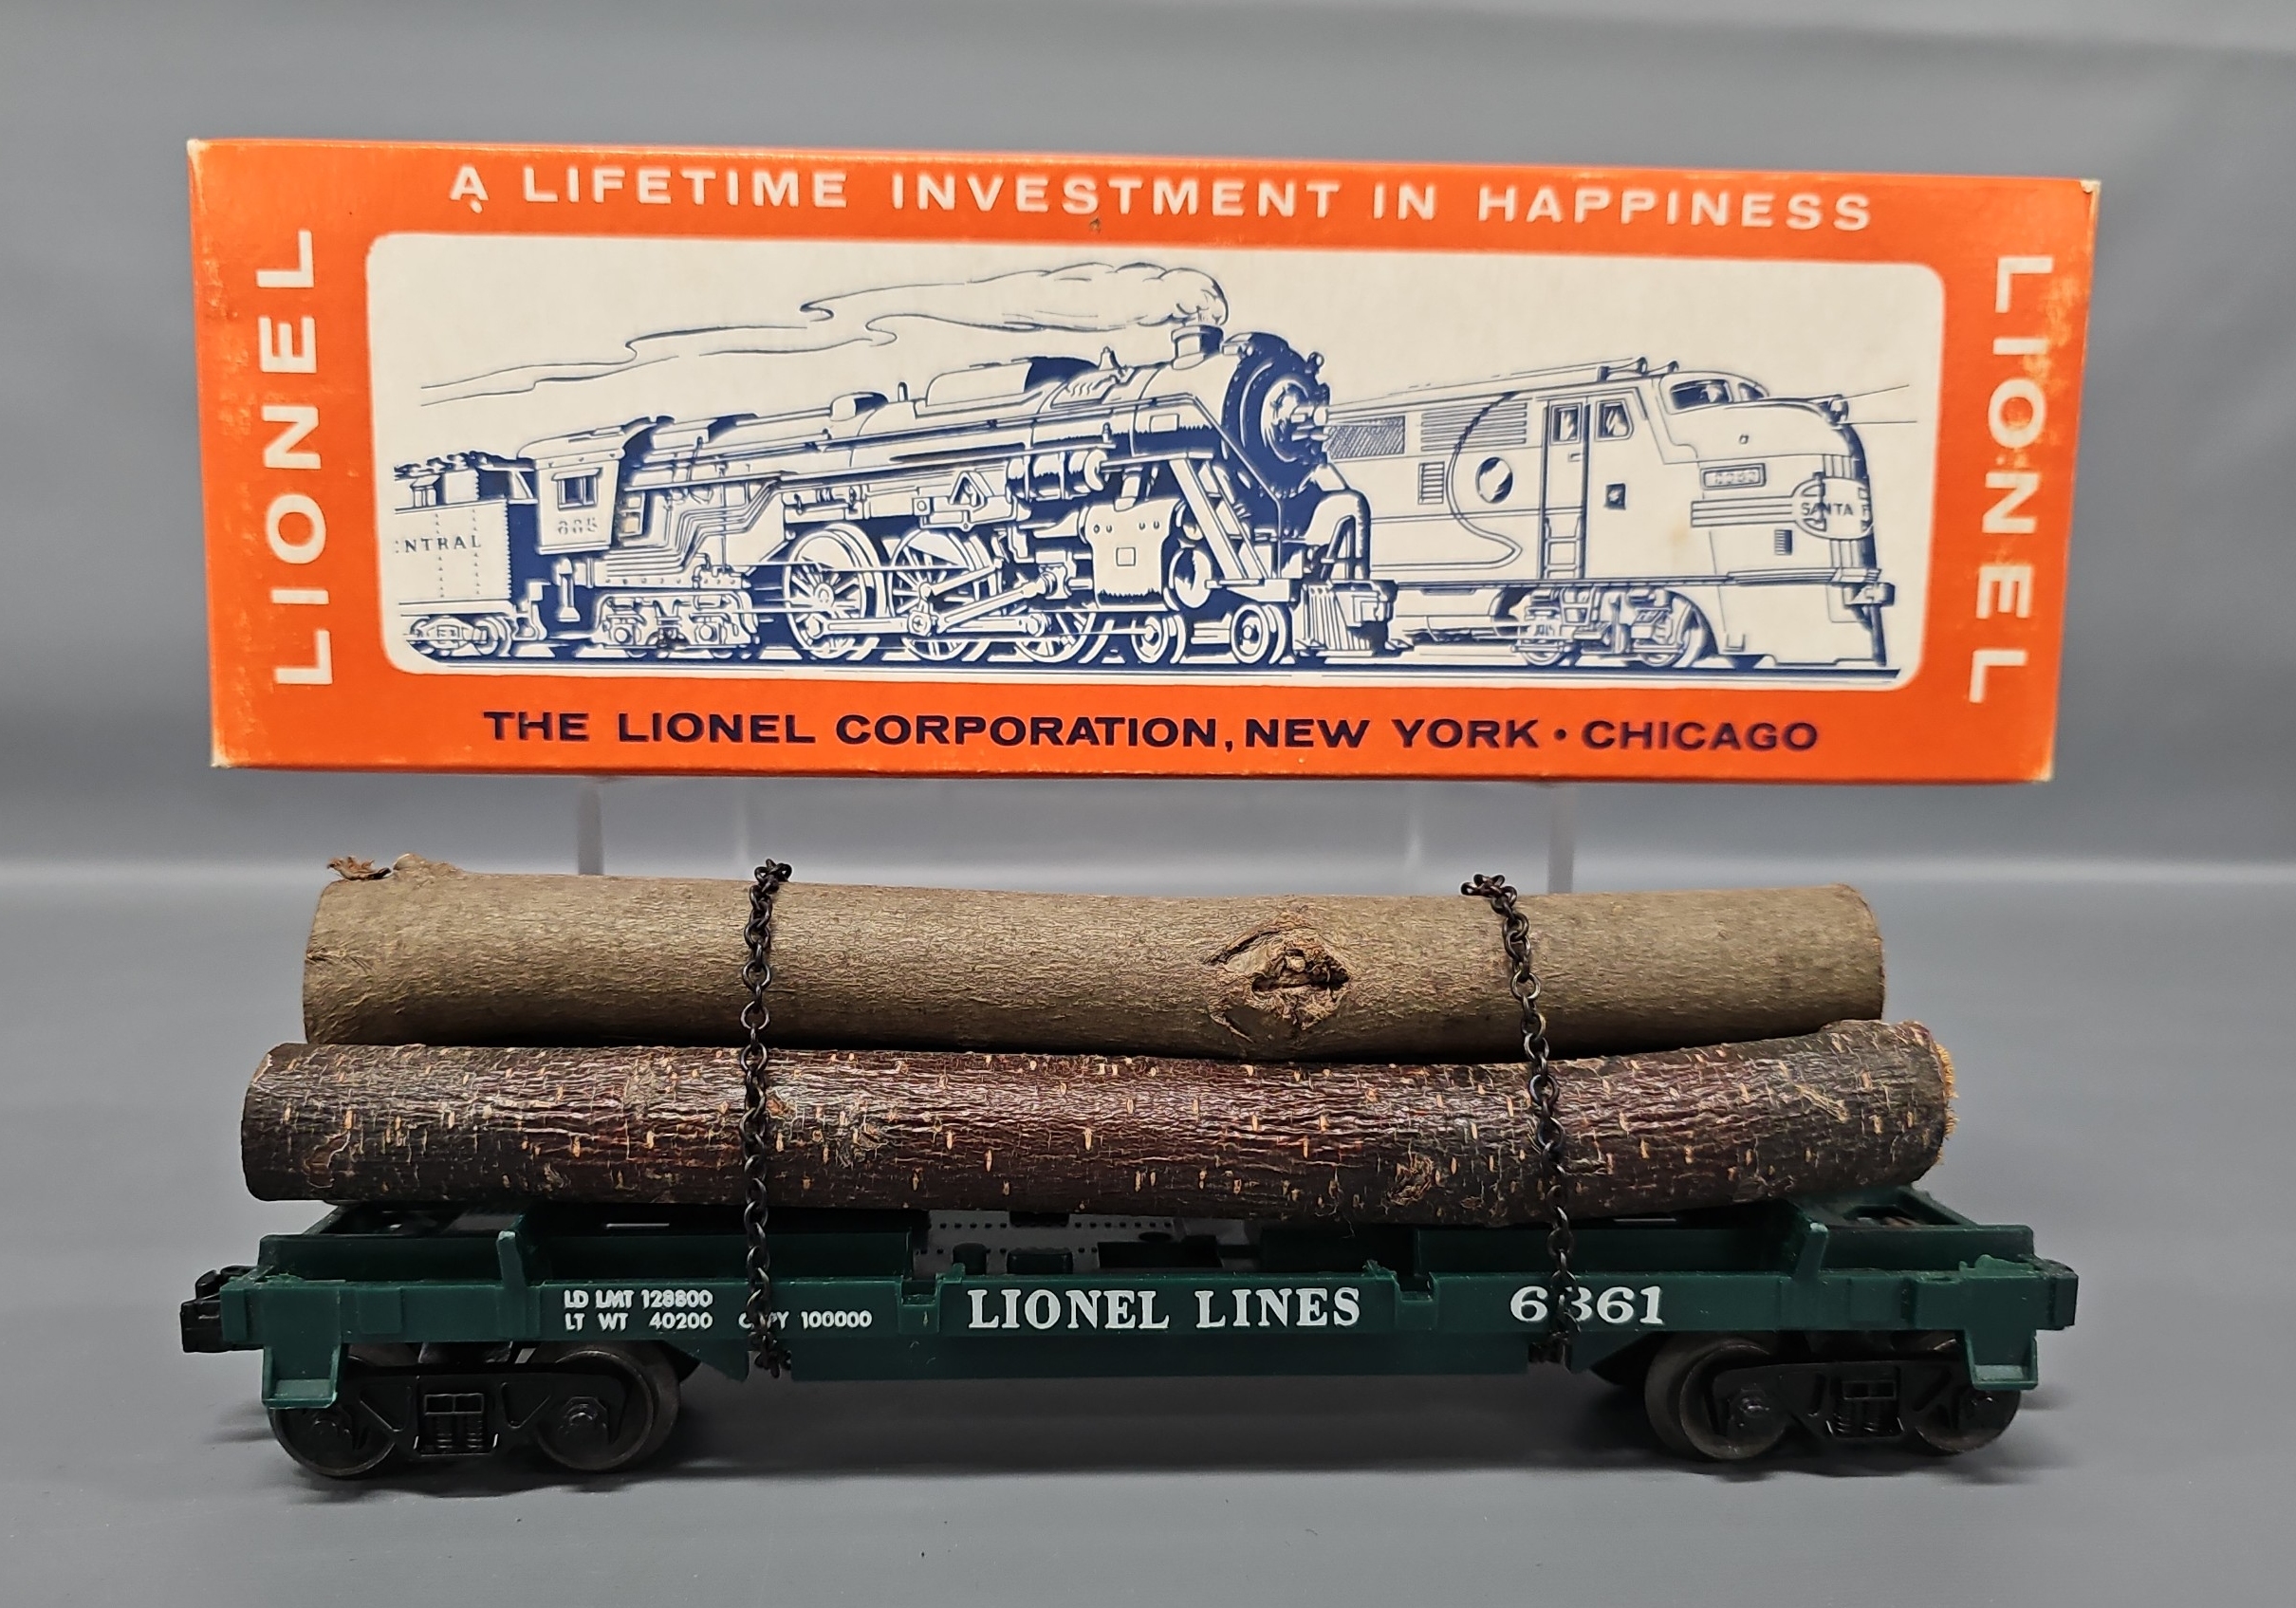 A LIFETIME INVESTMENT IN HAPPINESS
LIONEL
LIONEL
NTRAL
SANTA F
THE LIONEL CORPORATION, NEW YORK • CHICAGO
LD LMT 128800
LT WT 40200 CAPY 100000
LIONEL LINES
6361